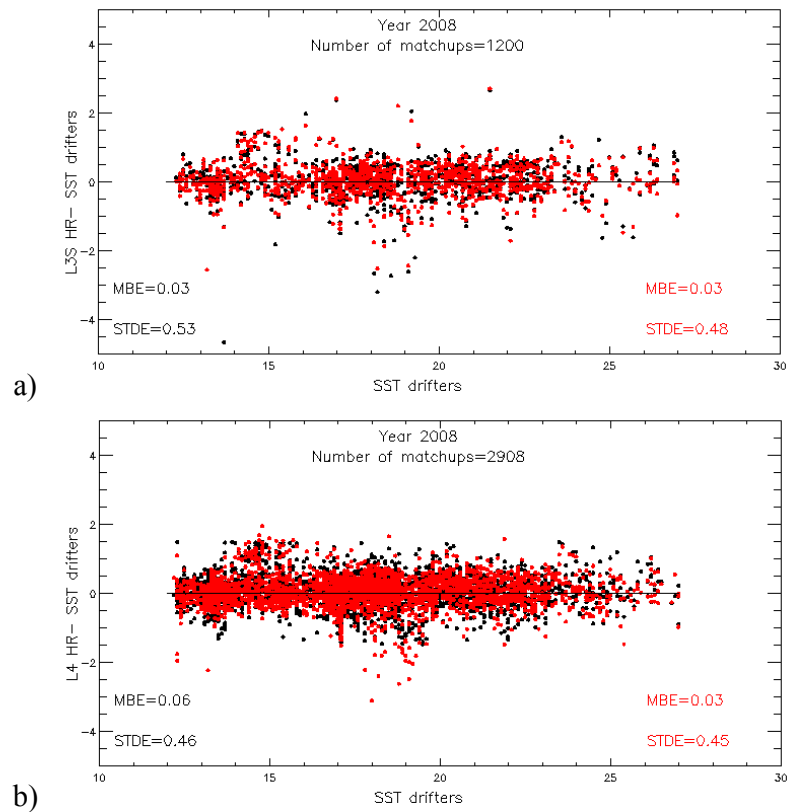 Year 2008
Number of matchups=1200
4
2
0
-2
-4
L3S HR- SST drifters
MBE=0.03
MBE=0.03
STDE=0.53
STDE=0.48
10
15
20
25
30
SST drifters
a)
Year 2008
Number of matchups=2908
4
2
0
-2
-4
L4 HR- SST drifters
MBE=0.06
MBE=0.03
STDE=0.46
STDE=0.45
10
15
20
25
30
SST drifters
b)